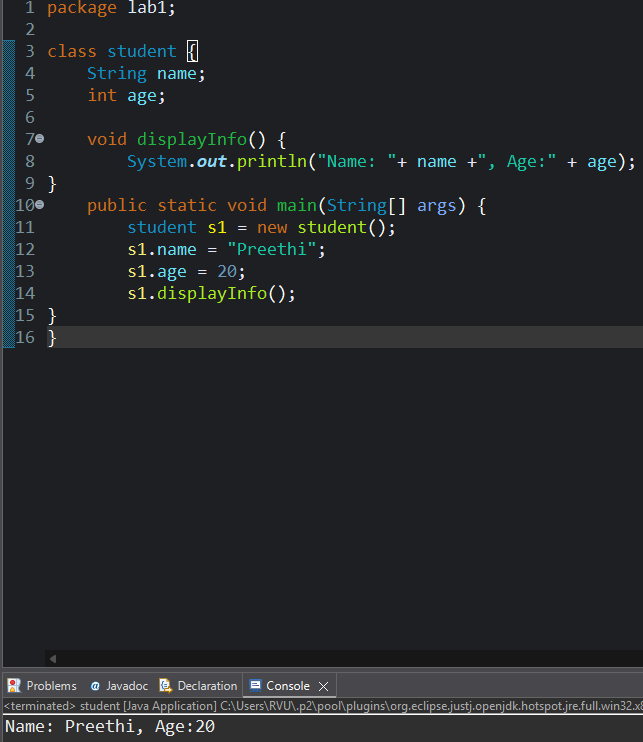 1 package lab1;
2
3 class student {
4     String name;
5     int age;
6
7     void displayInfo() {
8         System.out.println("Name: "+ name +", Age:" + age);
9 }
10     public static void main(String[] args) {
11         student s1 = new student();
12         s1.name = "Preethi";
13         s1.age = 20;
14         s1.displayInfo();
15 }
16 }
Problems @ Javadoc Declaration Console
<terminated> student [Java Application] C:\Users\RVU\.p2\pool\plugins\org.eclipse.justj.openjdk.hotspot.jre.full.win32.x8
Name: Preethi, Age:20